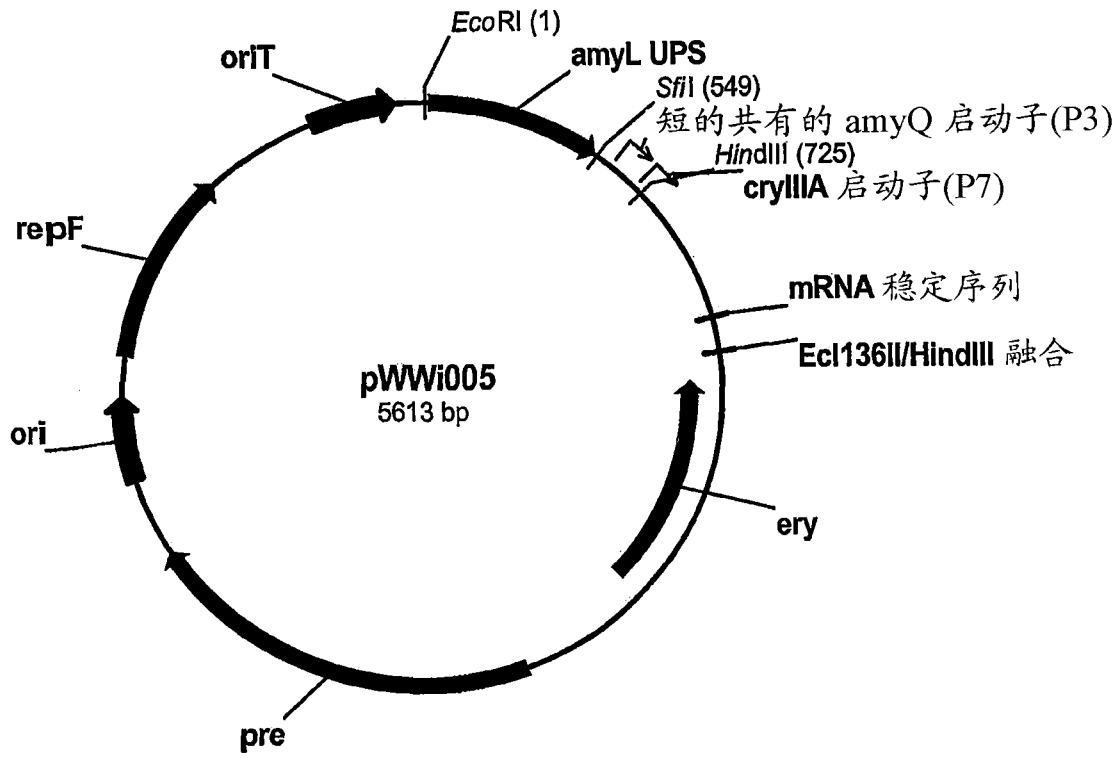 EcoRI (1)
oriT
amyL UPS
SfiI (549)
短的共有的 amyQ 启动子(P3)
HindIII (725)
cryIIIA 启动子(P7)
repF
mRNA 稳定序列
Ecl136II/HindIII 融合
pWWi005
5613 bp
ori
ery
pre